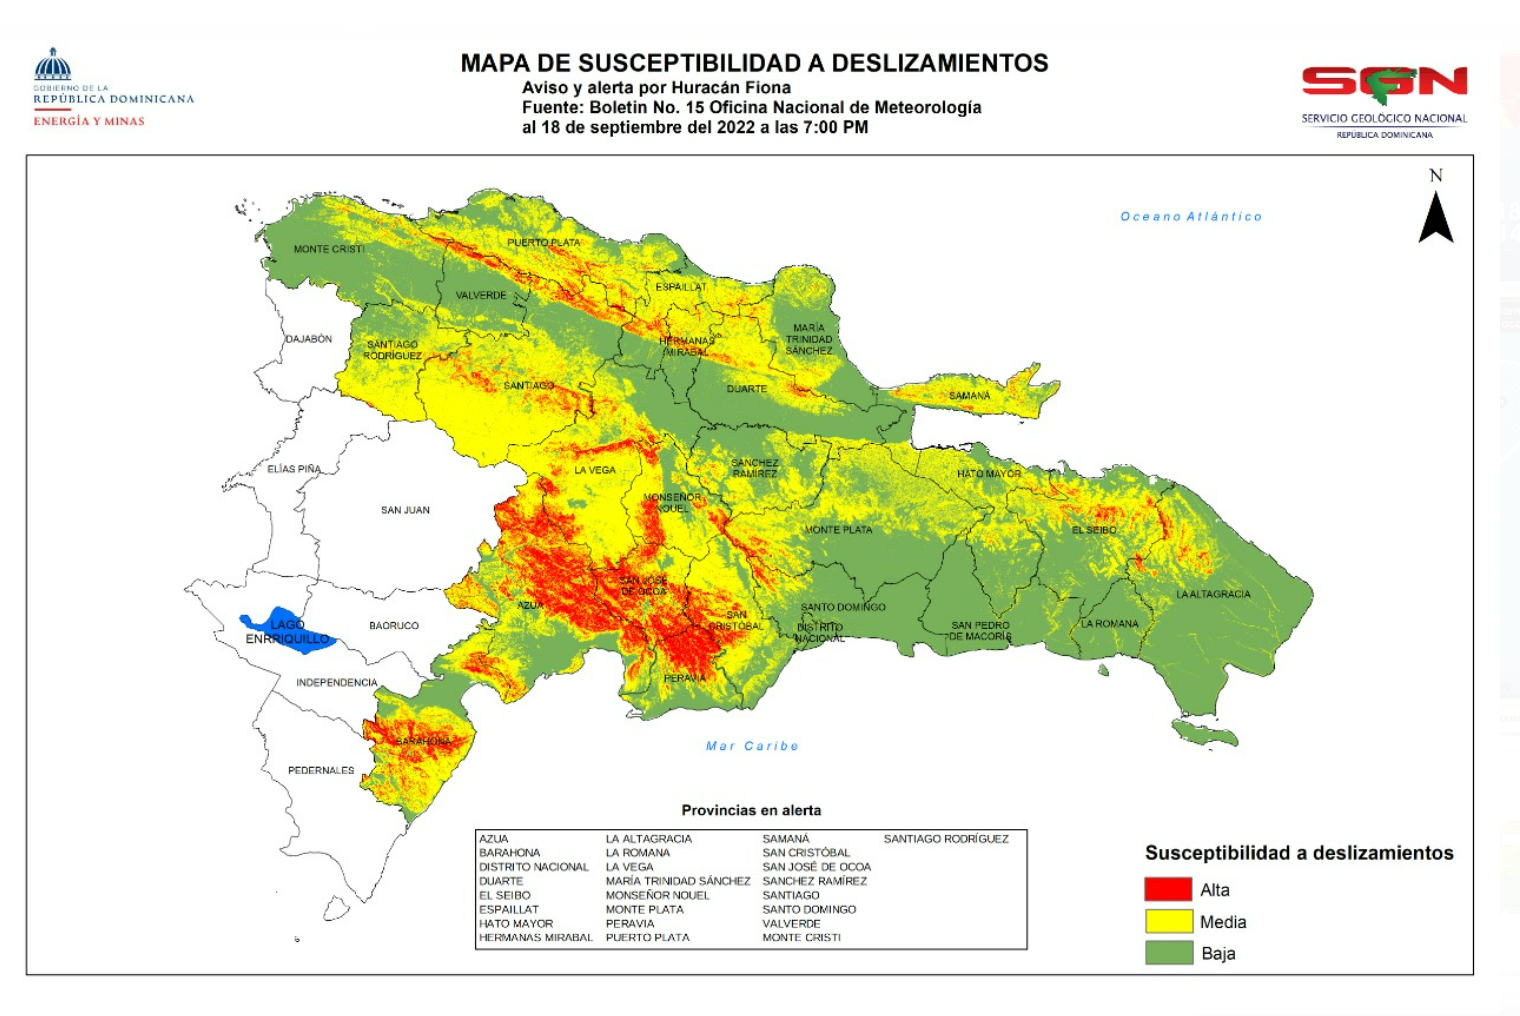 GOBIERNO DE LA
REPÚBLICA DOMINICANA
ENERGÍA Y MINAS
MAPA DE SUSCEPTIBILIDAD A DESLIZAMIENTOS
Aviso y alerta por Huracán Fiona
Fuente: Boletin No. 15 Oficina Nacional de Meteorología
al 18 de septiembre del 2022 a las 7:00 PM
SGN
SERVICIO GEOLÓGICO NACIONAL
REPÚBLICA DOMINICANA
N
Oceano Atlántico
MONTE CRISTI
PUERTO PLATA
ESPAILLAT
VALVERDE
DAJABÓN
SANTIAGO
RODRÍGUEZ
HERMANAS
MIRABAL
MARÍA
TRINIDAD
SÁNCHEZ
SANTIAGO
DUARTE
SAMANÁ
ELÍAS PIÑA
LA VEGA
SANCHEZ
RAMÍREZ
HATO MAYOR
SAN JUAN
MONSEÑOR
NOUEL
MONTE PLATA
EL SEIBO
SAN JOSÉ
DE OCOA
AZUA
LA ALTAGRACIA
LAGO
ENRRIQUILLO
BAORUCO
SAN
CRISTÓBAL
SANTO DOMINGO
DISTRITO
NACIONAL
SAN PEDRO
DE MACORÍS
LA ROMANA
INDEPENDENCIA
PERAVIA
BARAHONA
PEDERNALES
Mar Caribe
Provincias en alerta
AZUA LA ALTAGRACIA SAMANÁ SANTIAGO RODRÍGUEZ
BARAHONA LA ROMANA SAN CRISTÓBAL
DISTRITO NACIONAL LA VEGA SAN JOSÉ DE OCOA
DUARTE MARÍA TRINIDAD SÁNCHEZ SANCHEZ RAMÍREZ
EL SEIBO MONSEÑOR NOUEL SANTIAGO
ESPAILLAT MONTE PLATA SANTO DOMINGO
HATO MAYOR PERAVIA VALVERDE
HERMANAS MIRABAL PUERTO PLATA MONTE CRISTI
Susceptibilidad a deslizamientos
Alta
Media
Baja